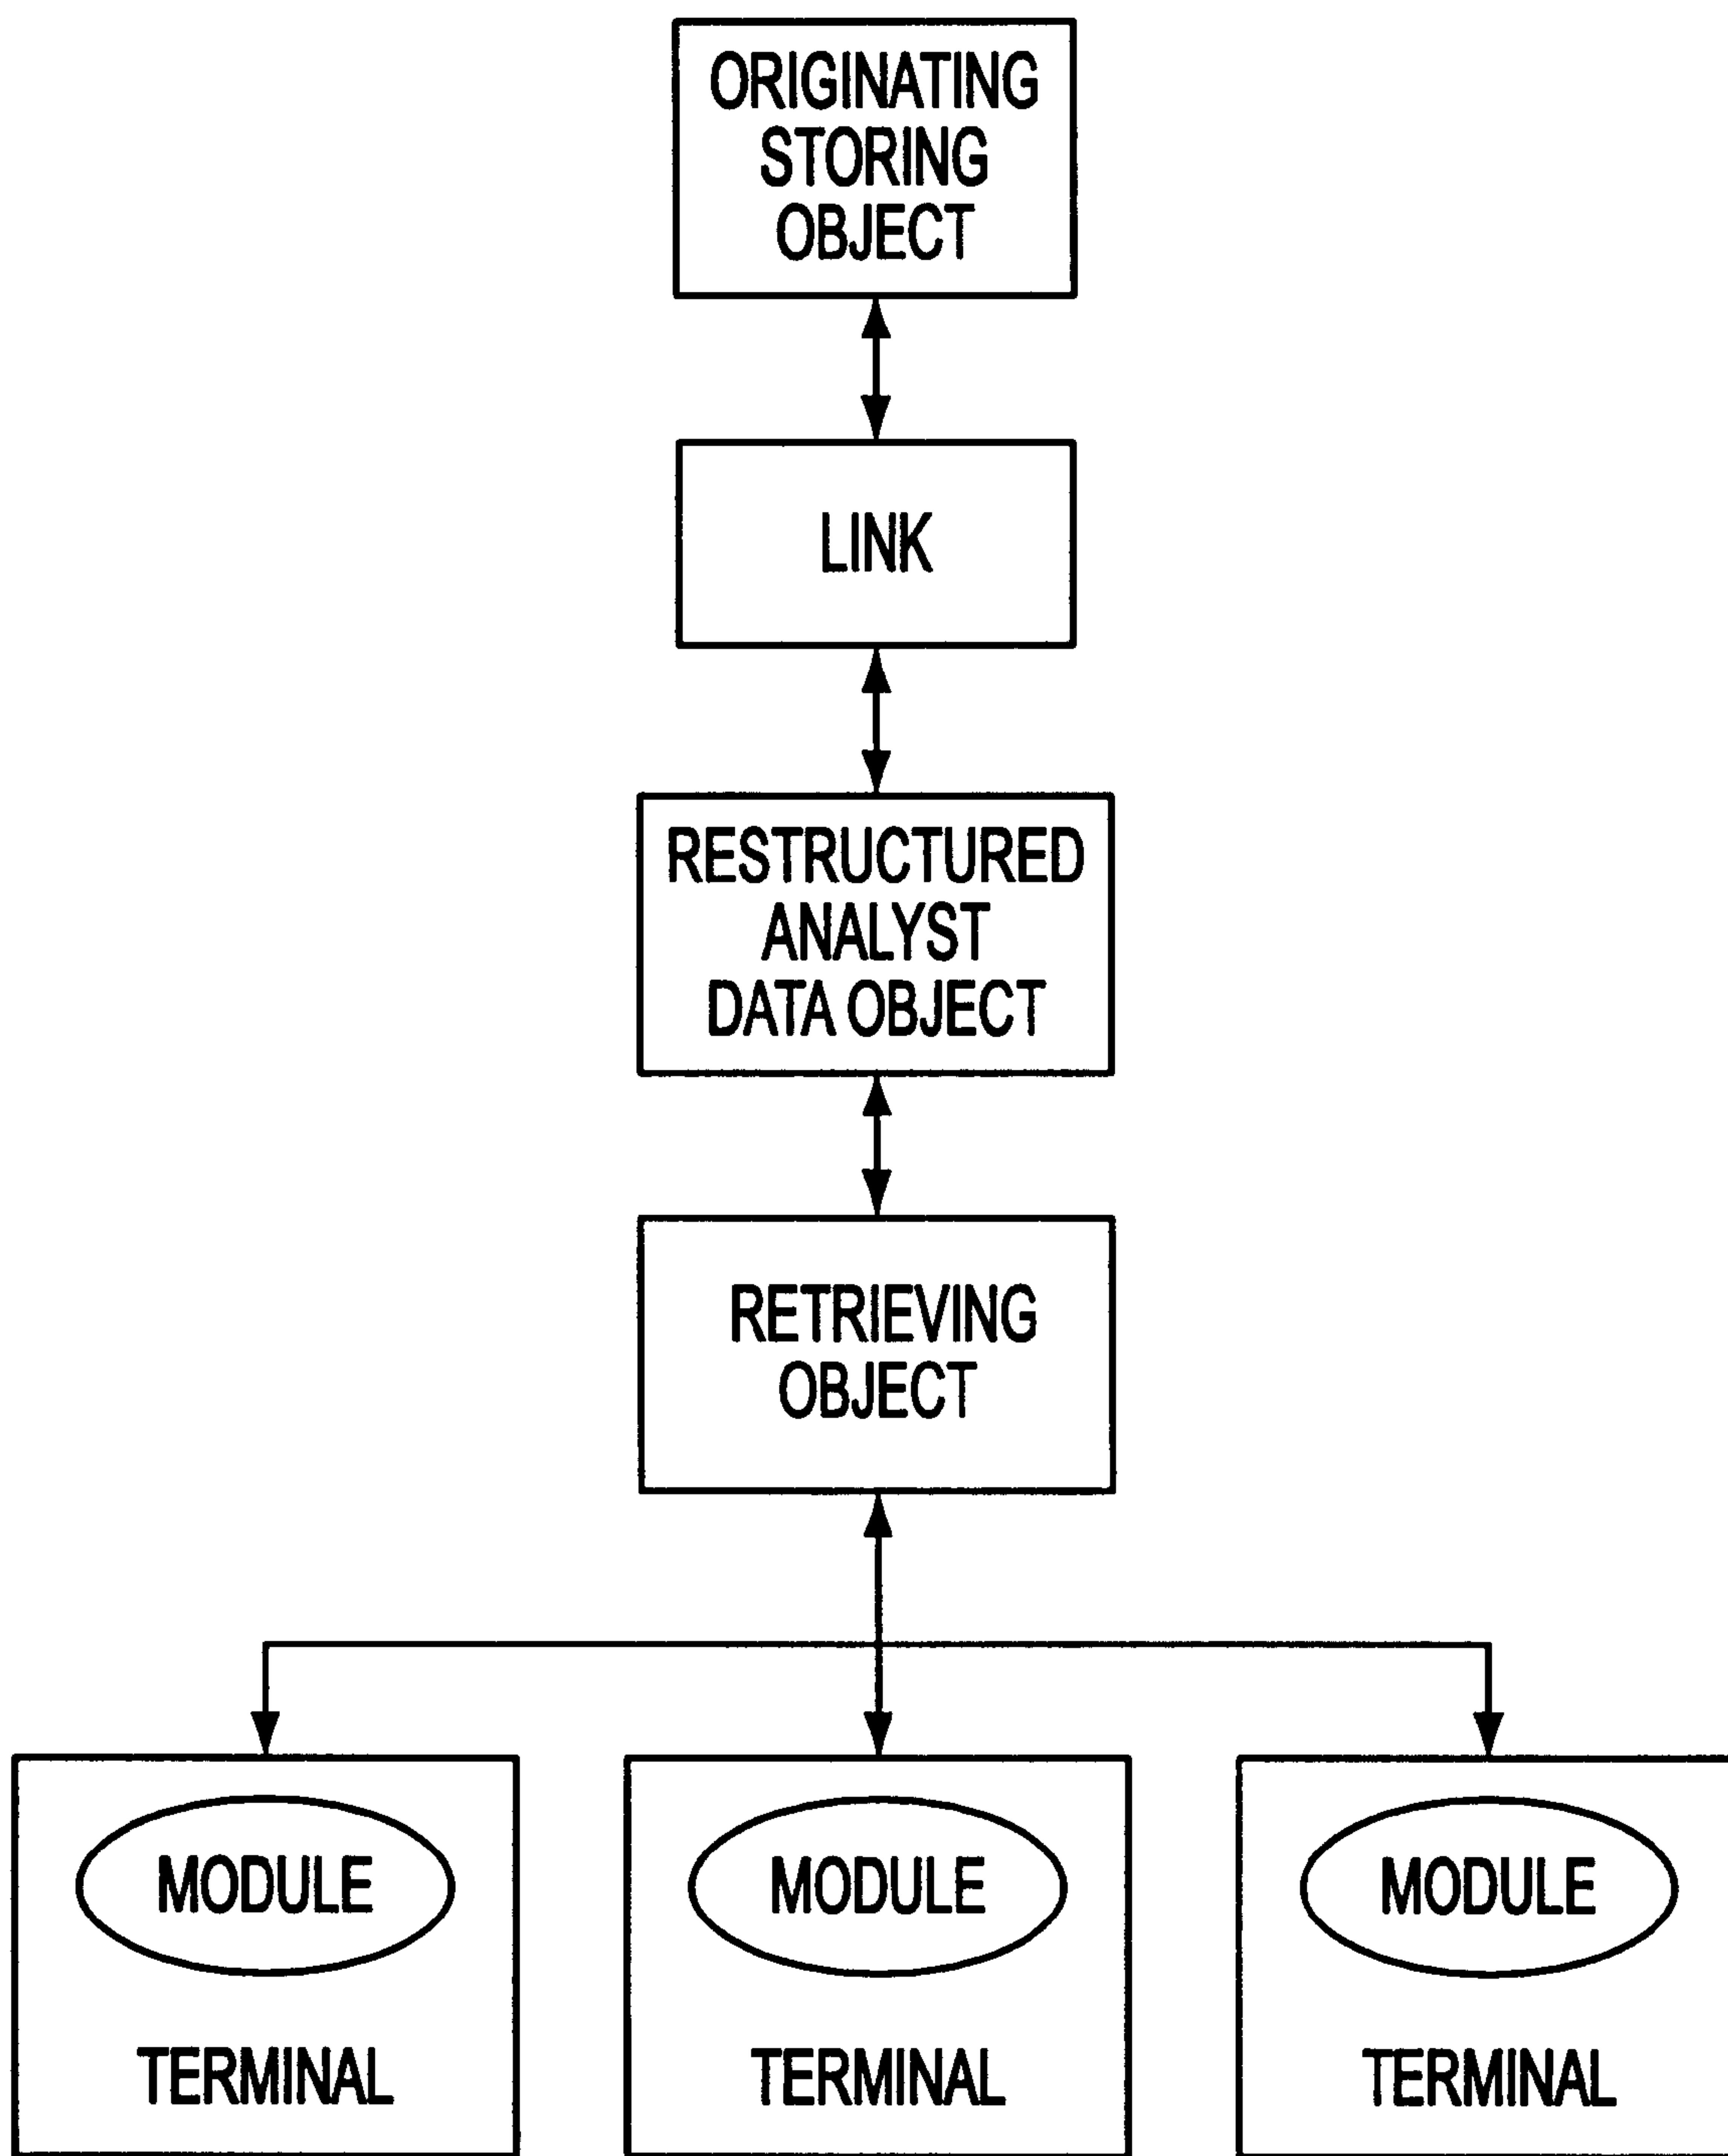 ORIGINATING
STORING
OBJECT
LINK
RESTRUCTURED
ANALYST
DATA OBJECT
RETRIEVING
OBJECT
MODULE
TERMINAL
MODULE
TERMINAL
MODULE
TERMINAL